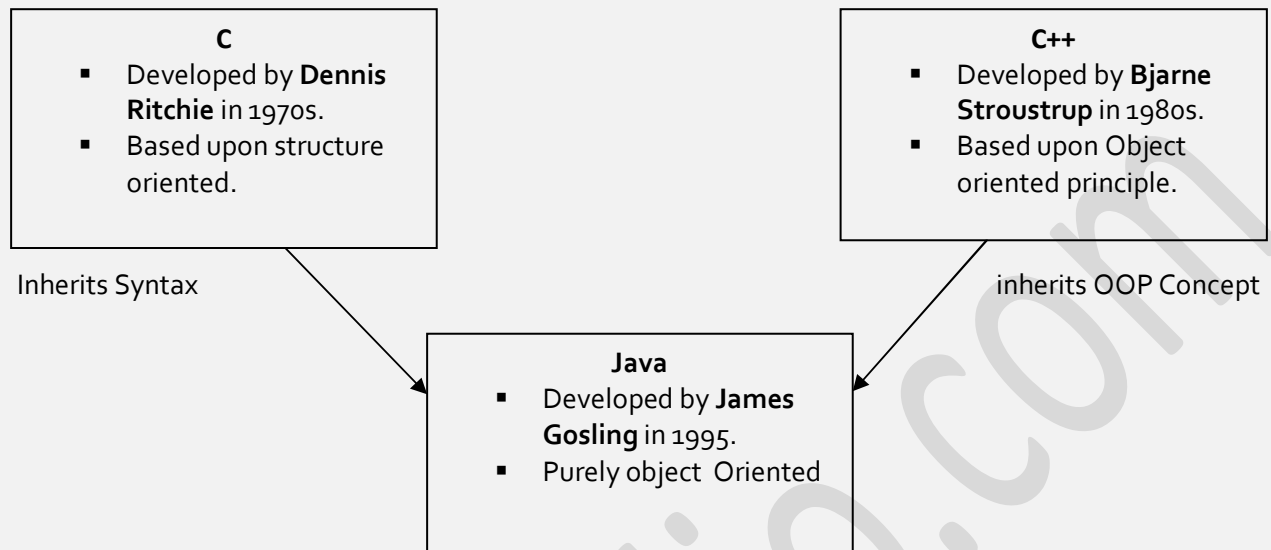 C
▪ Developed by Dennis
Ritchie in 1970s.
▪ Based upon structure
oriented.
C++
▪ Developed by Bjarne
Stroustrup in 1980s.
▪ Based upon Object
oriented principle.
Inherits Syntax
inherits OOP Concept
Java
▪ Developed by James
Gosling in 1995.
▪ Purely object Oriented